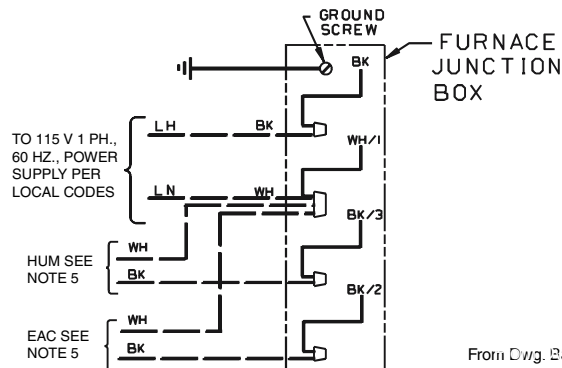 GROUND
SCREW
FURNACE
JUNCTION
BOX
BK
LH
BK
TO 115 V 1 PH.,
60 HZ., POWER
SUPPLY PER
LOCAL CODES
WH/1
LN
WH
BK/3
WH
HUM SEE
NOTE 5
BK
BK/2
WH
EAC SEE
NOTE 5
BK
From Dwg.